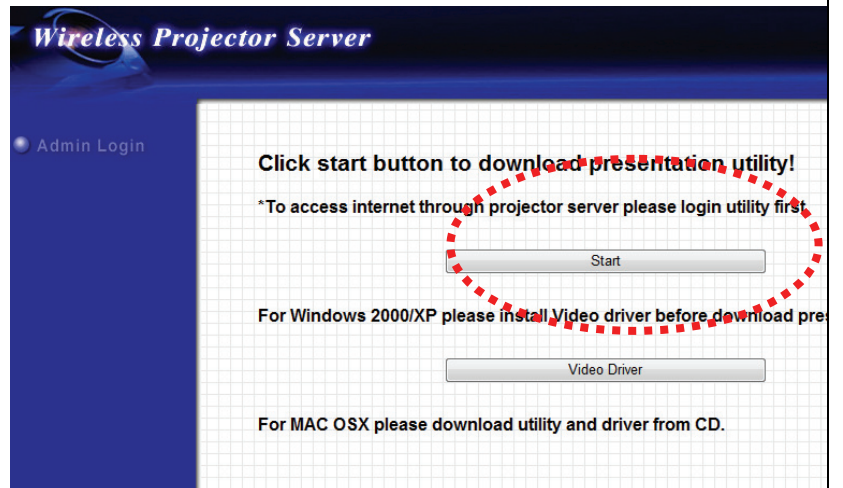 Wireless Projector Server
Admin Login
Click start button to download presentation utility!
*To access internet through projector server please login utility first.
Start
For Windows 2000/XP please install Video driver before download
Video Driver
For MAC OSX please download utility and driver from CD.